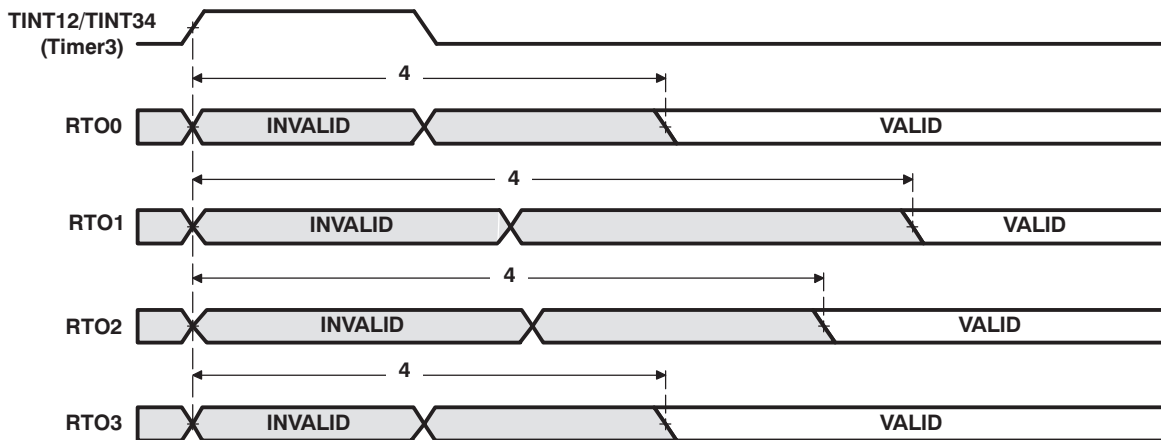 TINT12/TINT34
(Timer3)
4
RTO0 INVALID VALID
4
RTO1 INVALID VALID
4
RTO2 INVALID VALID
4
RTO3 INVALID VALID